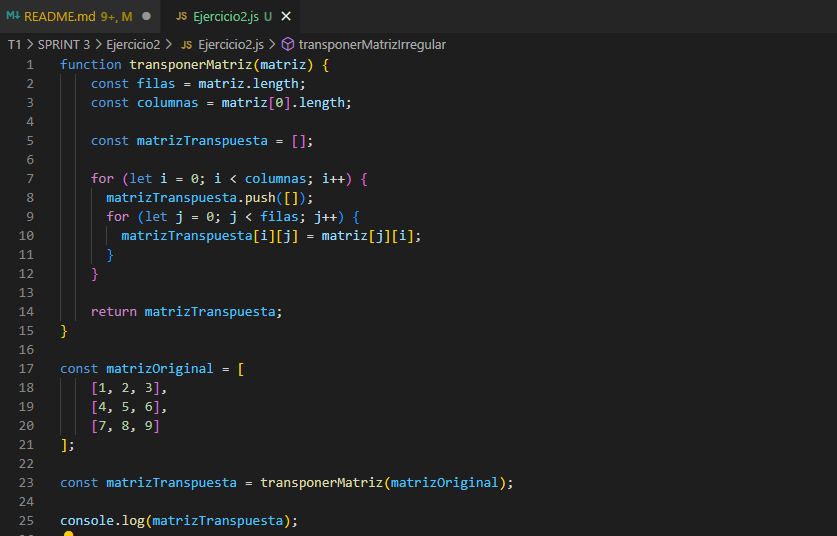 README.md 9+, M JS Ejercicio2.js U
T1 > SPRINT 3 > Ejercicio2 > JS Ejercicio2.js > transponerMatrizIrregular
1 function transponerMatriz(matriz) {
2     const filas = matriz.length;
3     const columnas = matriz[0].length;
4
5     const matrizTranspuesta = [];
6
7     for (let i = 0; i < columnas; i++) {
8       matrizTranspuesta.push([]);
9       for (let j = 0; j < filas; j++) {
10         matrizTranspuesta[i][j] = matriz[j][i];
11       }
12     }
13
14     return matrizTranspuesta;
15 }
16
17 const matrizOriginal = [
18     [1, 2, 3],
19     [4, 5, 6],
20     [7, 8, 9]
21 ];
22
23 const matrizTranspuesta = transponerMatriz(matrizOriginal);
24
25 console.log(matrizTranspuesta);